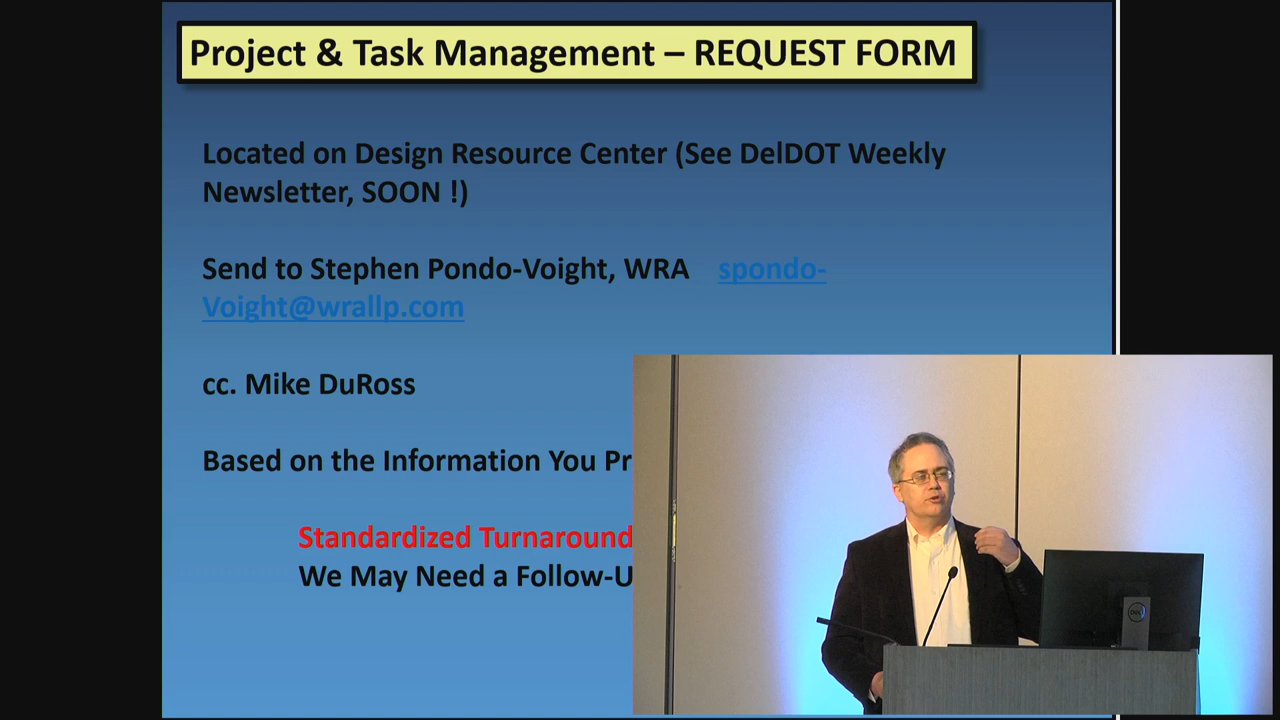 Project & Task Management – REQUEST FORM
Located on Design Resource Center (See DelDOT Weekly
Newsletter, SOON !)
Send to Stephen Pondo-Voight, WRA spondo-
Voight@wrallp.com
cc. Mike DuRoss
Based on the Information You Pr
Standardized Turnaround
We May Need a Follow-U
DELL